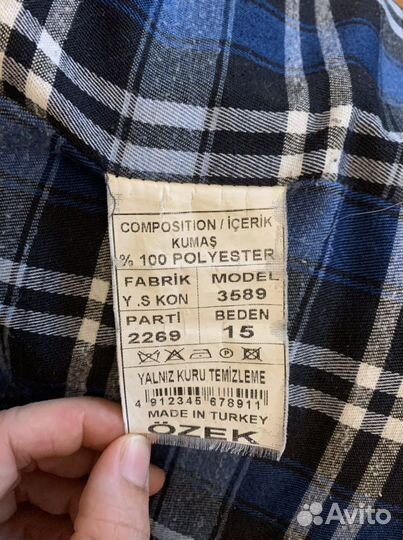 COMPOSITION / İÇERİK
KUMAŞ
% 100 POLYESTER
FABRİK MODEL
Y .S KON 3589
PARTİ BEDEN
2269 15
YALNIZ KURU TEMİZLEME
4 912345 678911
MADE IN TURKEY
ÖZEK
Avito